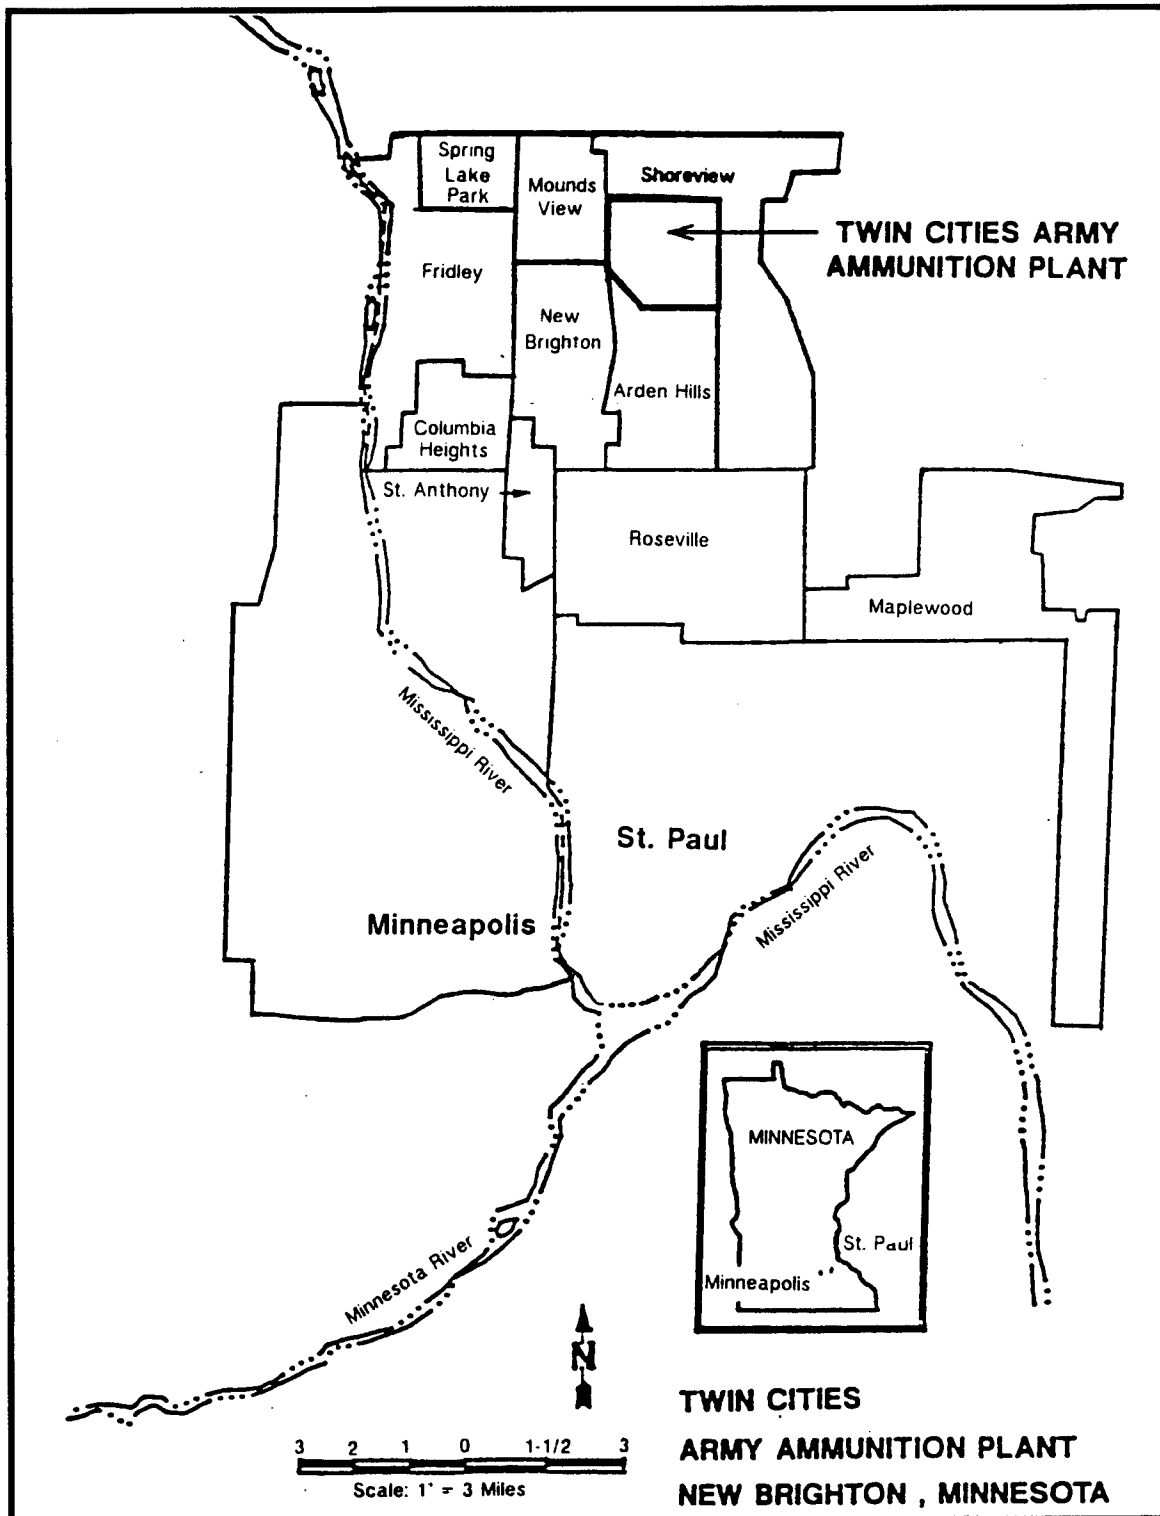 Spring
Lake
Park
Mounds
View
Shoreview
TWIN CITIES ARMY
AMMUNITION PLANT
Fridley
New
Brighton
Arden Hills
Columbia
Heights
St. Anthony
Roseville
Maplewood
Mississippi River
St. Paul
Mississippi River
Minneapolis
MINNESOTA
St. Paul
Minneapolis
Minnesota River
N
3 2 1 0 1-1/2 3
Scale: 1" = 3 Miles
TWIN CITIES
ARMY AMMUNITION PLANT
NEW BRIGHTON , MINNESOTA